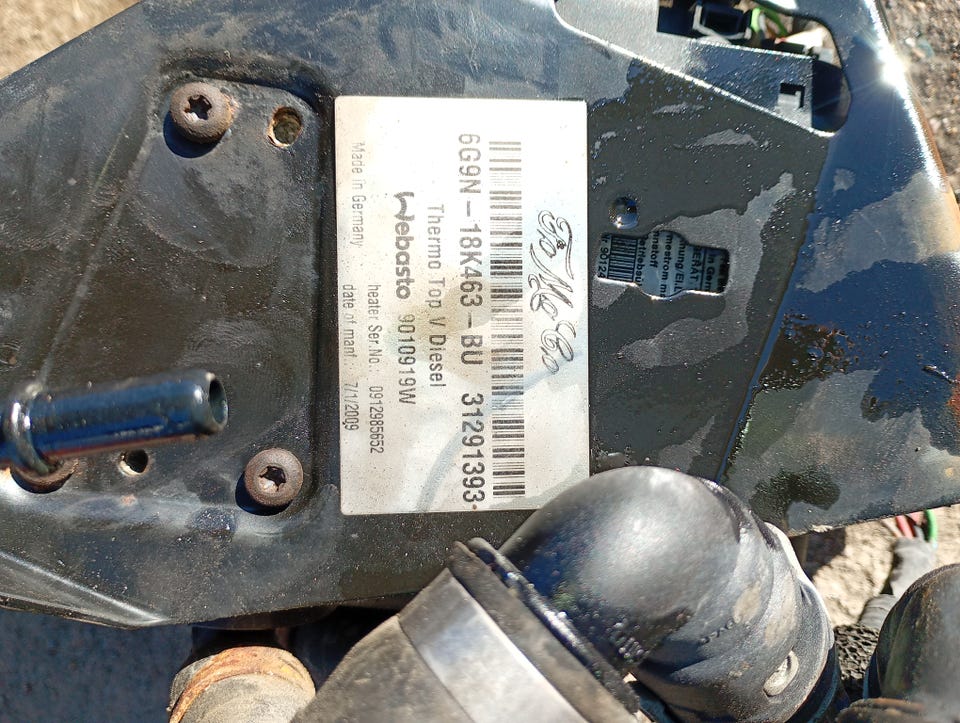 FoMoCo
6G9N-18K463-BU 31291393
Thermo Top V Diesel
Webasto 9010919W
heater Ser.No.: 0912985652
Made in Germany date of manf. 7/1/2009